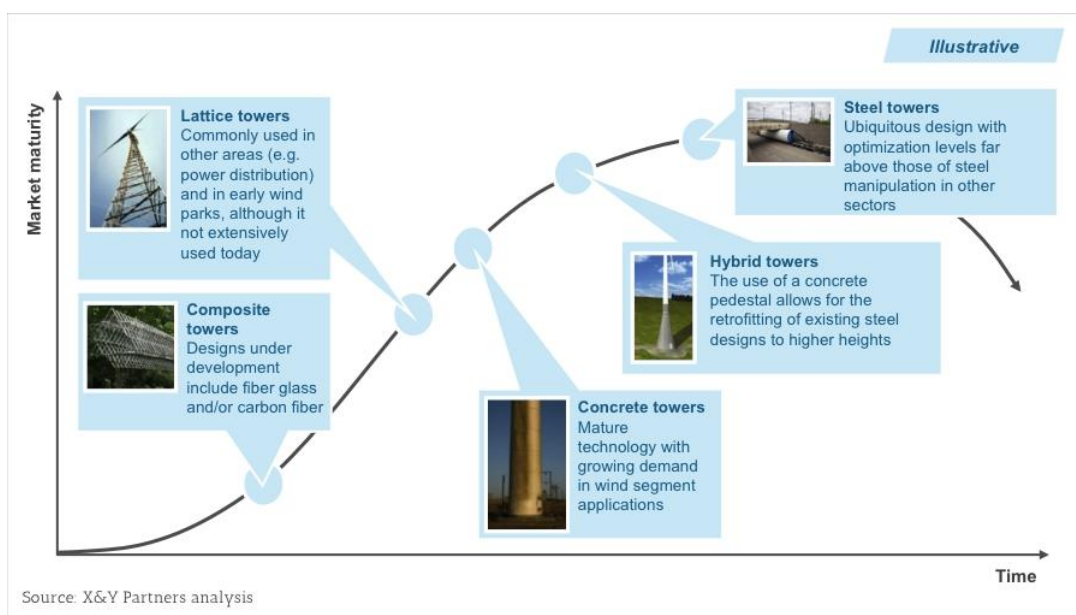 Illustrative
Market maturity
Lattice towers
Commonly used in
other areas (e.g.
power distribution)
and in early wind
parks, although it
not extensively
used today
Composite
towers
Designs under
development
include fiber glass
and/or carbon fiber
Steel towers
Ubiquitous design with
optimization levels far
above those of steel
manipulation in other
sectors
Hybrid towers
The use of a concrete
pedestal allows for the
retrofitting of existing steel
designs to higher heights
Concrete towers
Mature
technology with
growing demand
in wind segment
applications
Time
Source: X&Y Partners analysis